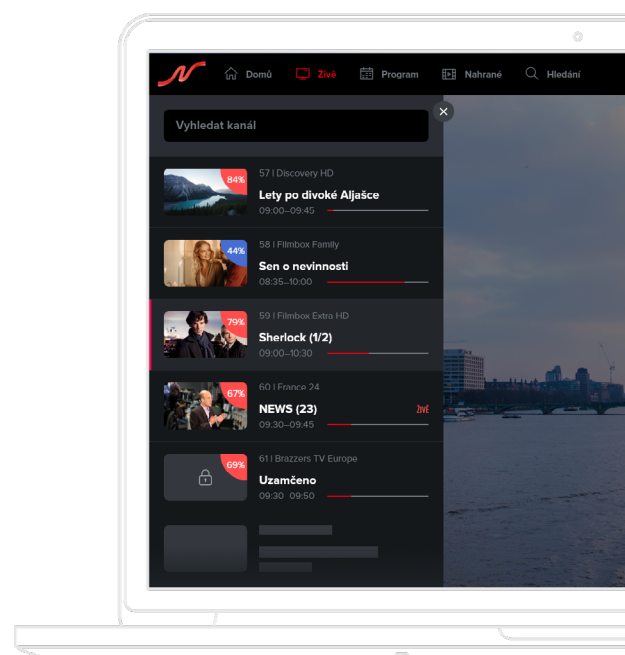 Domů
Živě
Program
Nahrané
Hledání
Vyhledat kanál
84%
57 | Discovery HD
Lety po divoké Aljašce
09:00–09:45
44%
58 | Filmbox Family
Sen o nevinnosti
08:35–10:00
79%
59 | Filmbox Extra HD
Sherlock (1/2)
09:00–10:30
67%
60 | France 24
NEWS (23)
ŽIVĚ
09:30–09:45
69%
61 | Brazzers TV Europe
Uzamčeno
09:30 09:50